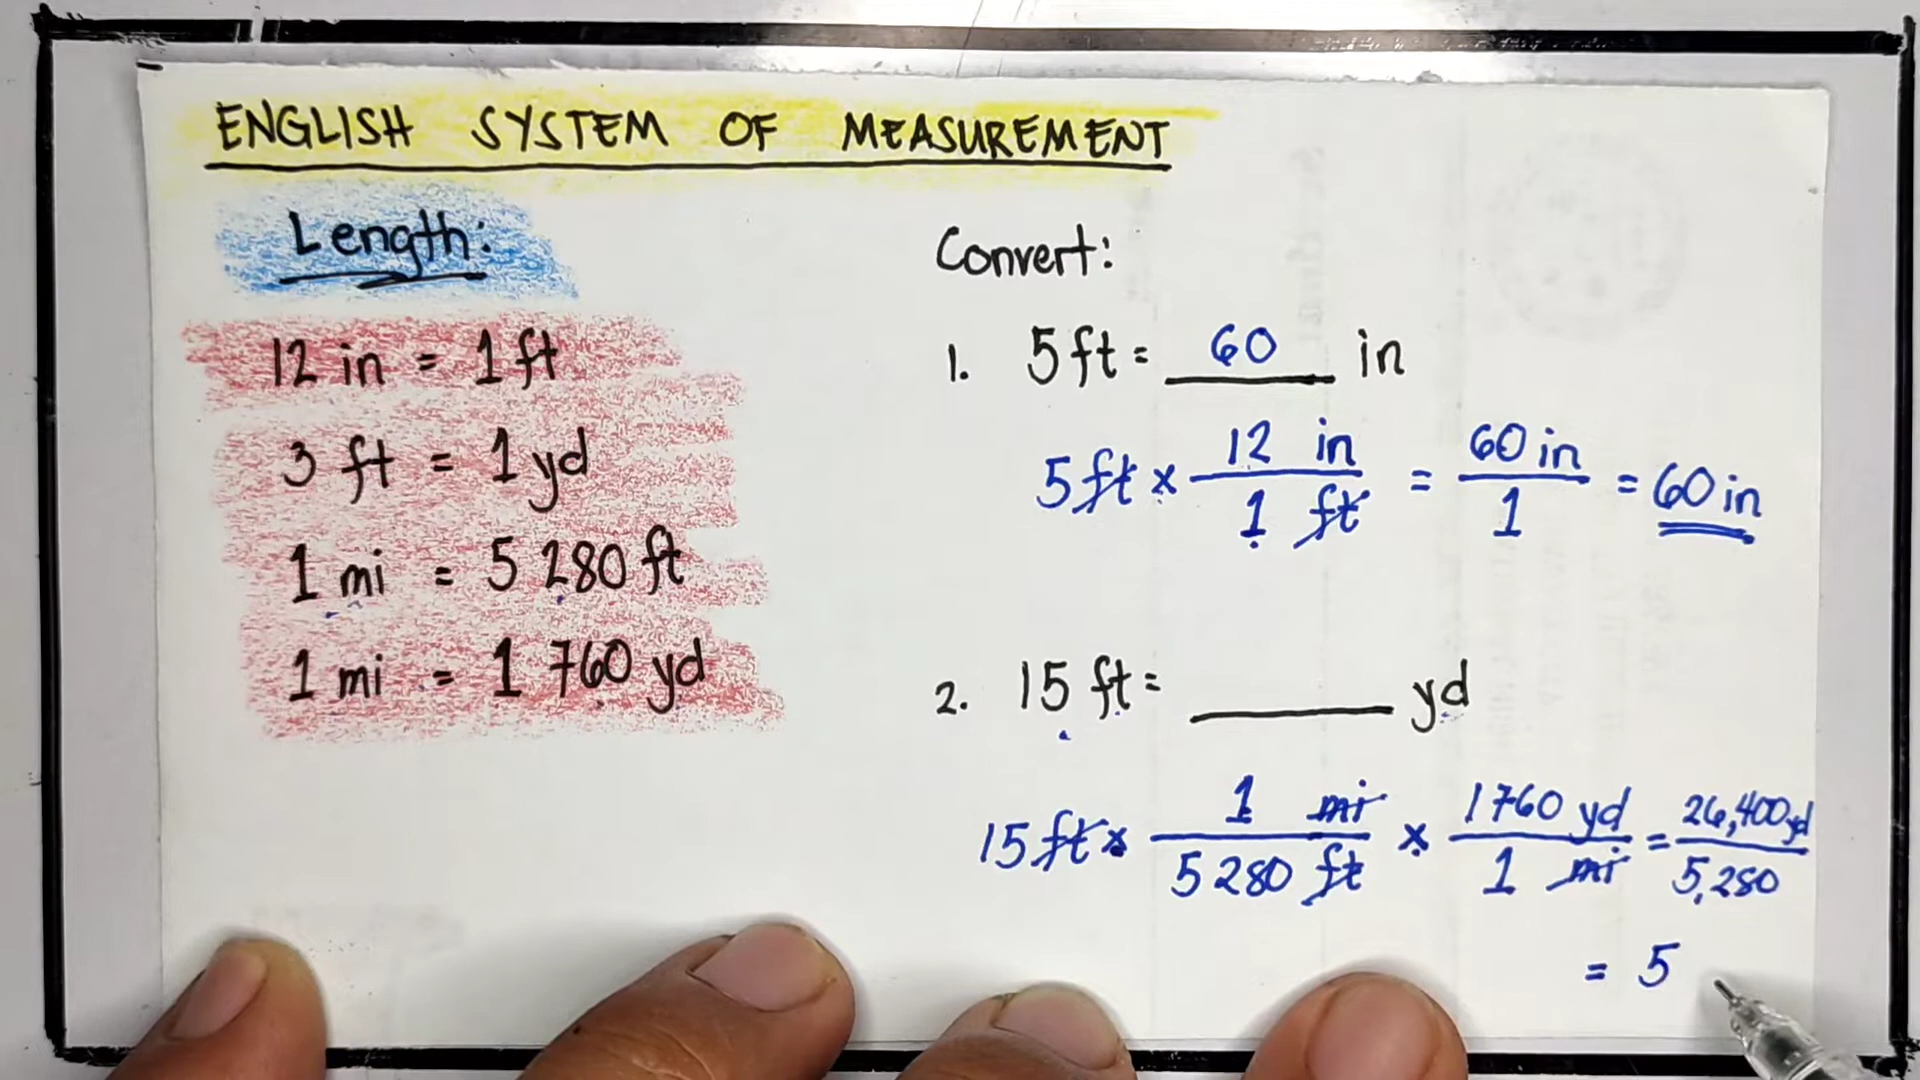 ENGLISH SYSTEM OF MEASUREMENT
Length:
12 in = 1 ft
3 ft = 1 yd
1 mi = 5 280 ft
1 mi = 1 760 yd
Convert:
1. 5 ft = 60 in
5 ft x 12 in / 1 ft = 60 in / 1 = 60 in
2. 15 ft = ______ yd
15 ft x 1 mi / 5 280 ft x 1760 yd / 1 mi = 26,400 yd / 5,280
= 5